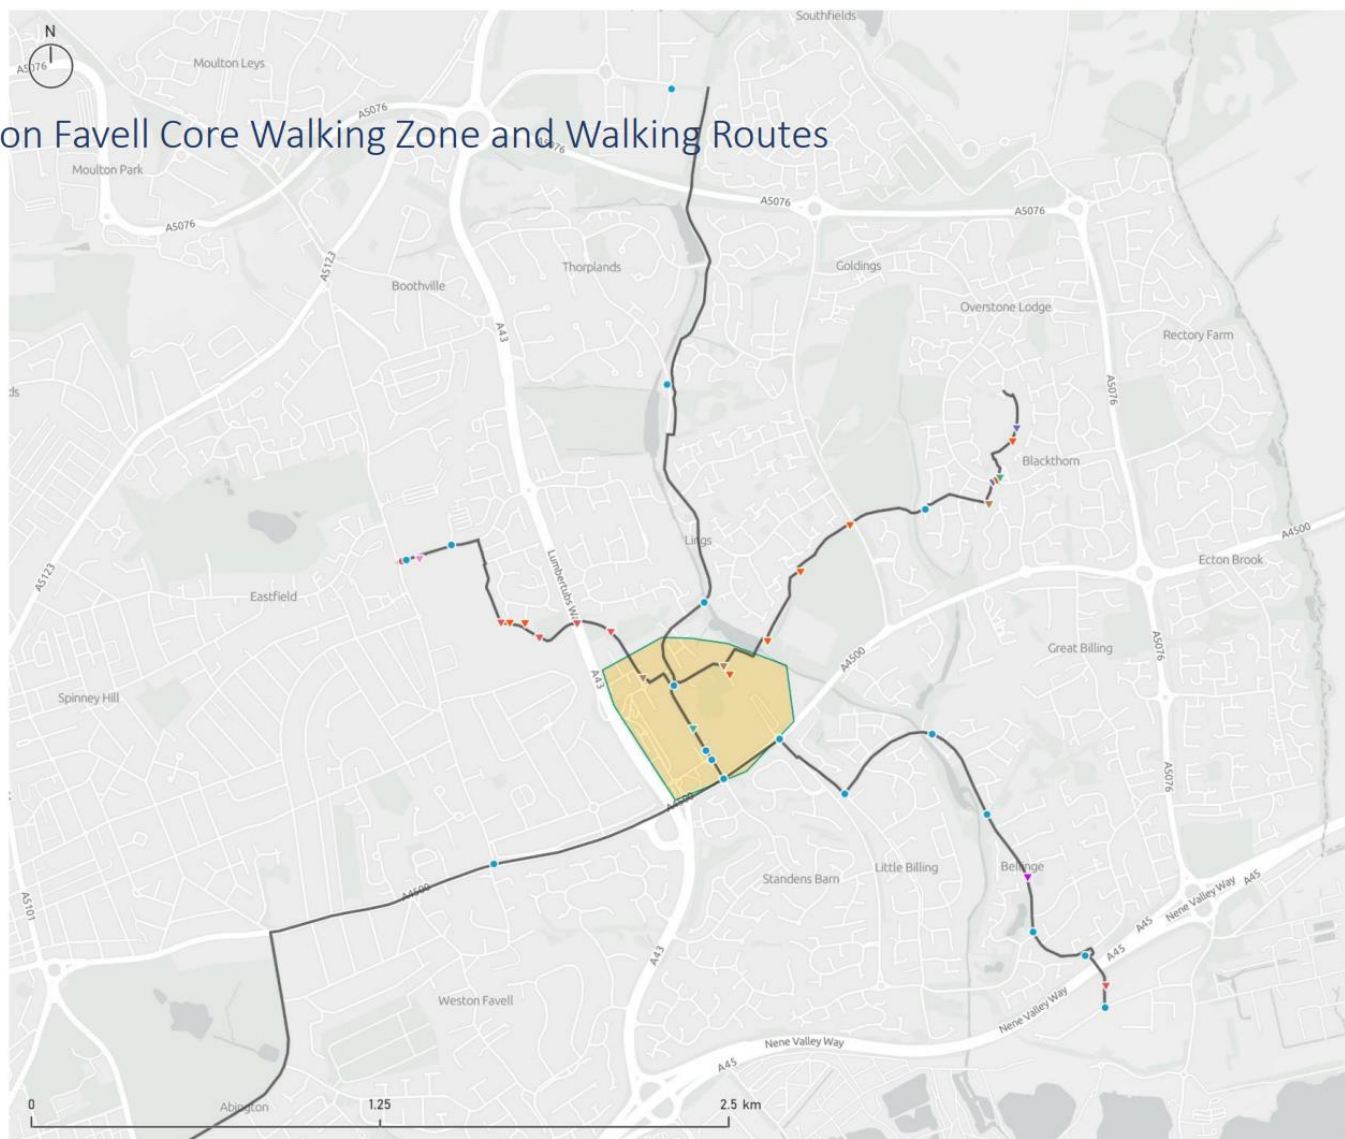 Southfields
N
Moulton Leys
A5076
A5076
on Favell Core Walking Zone and Walking Routes
Moulton Park
A5076
A5076
A5076
A5123
Thorplands
Goldings
Boothville
Overstone Lodge
A43
Rectory Farm
A5076
Blackthorn
A4500
Lings
Ecton Brook
A5123
Eastfield
Great Billing
A5076
A4500
A43
Spinney Hill
A5076
A4500
Little Billing
Bellinge
Standens Barn
A4500
A5101
Nene Valley Way
A45
A45
A45
A43
Weston Favell
Nene Valley Way
Nene Valley Way
A45
Abington
0 1.25 2.5 km